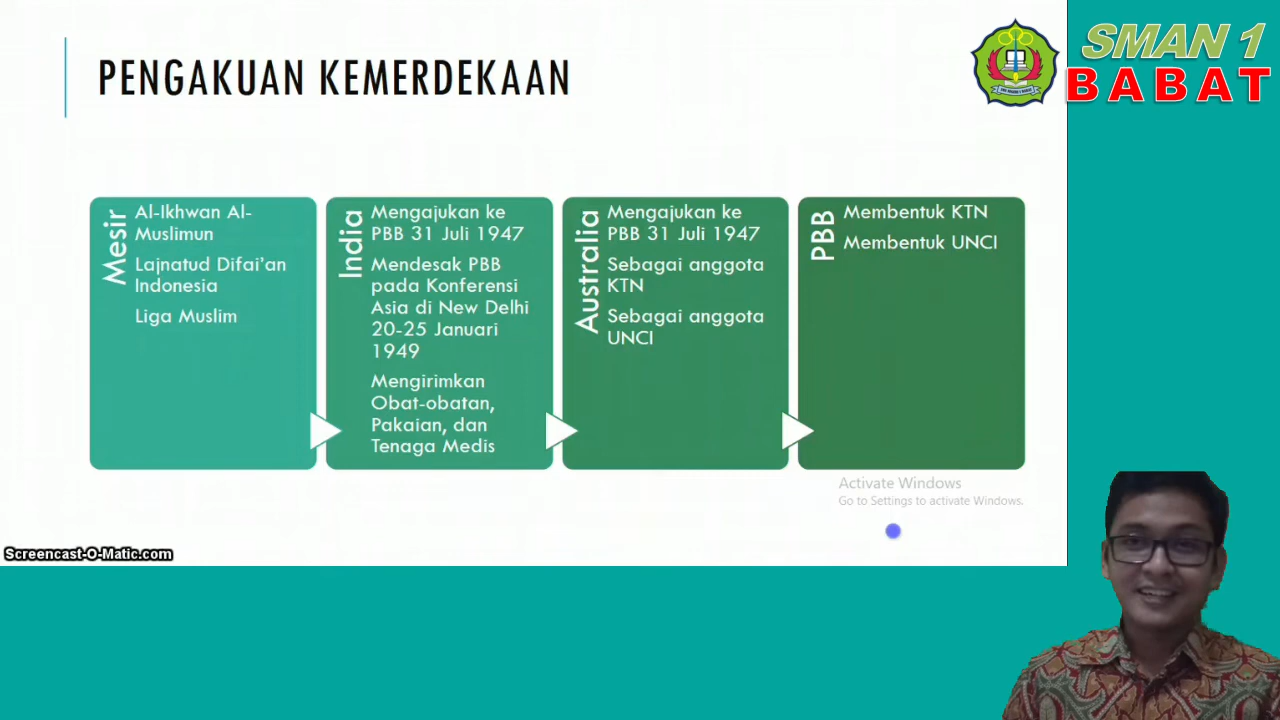 PENGAKUAN KEMERDEKAAN
SMAN 1
BABAT
Mesir
Al-Ikhwan Al-
Muslimun
Lajnatud Difai'an
Indonesia
Liga Muslim
India
Mengajukan ke
PBB 31 Juli 1947
Mendesak PBB
pada Konferensi
Asia di New Delhi
20-25 Januari
1949
Mengirimkan
Obat-obatan,
Pakaian, dan
Tenaga Medis
Australia
Mengajukan ke
PBB 31 Juli 1947
Sebagai anggota
KTN
Sebagai anggota
UNCI
PBB
Membentuk KTN
Membentuk UNCI
Activate Windows
Go to Settings to activate Windows.
Screencast-O-Matic.com